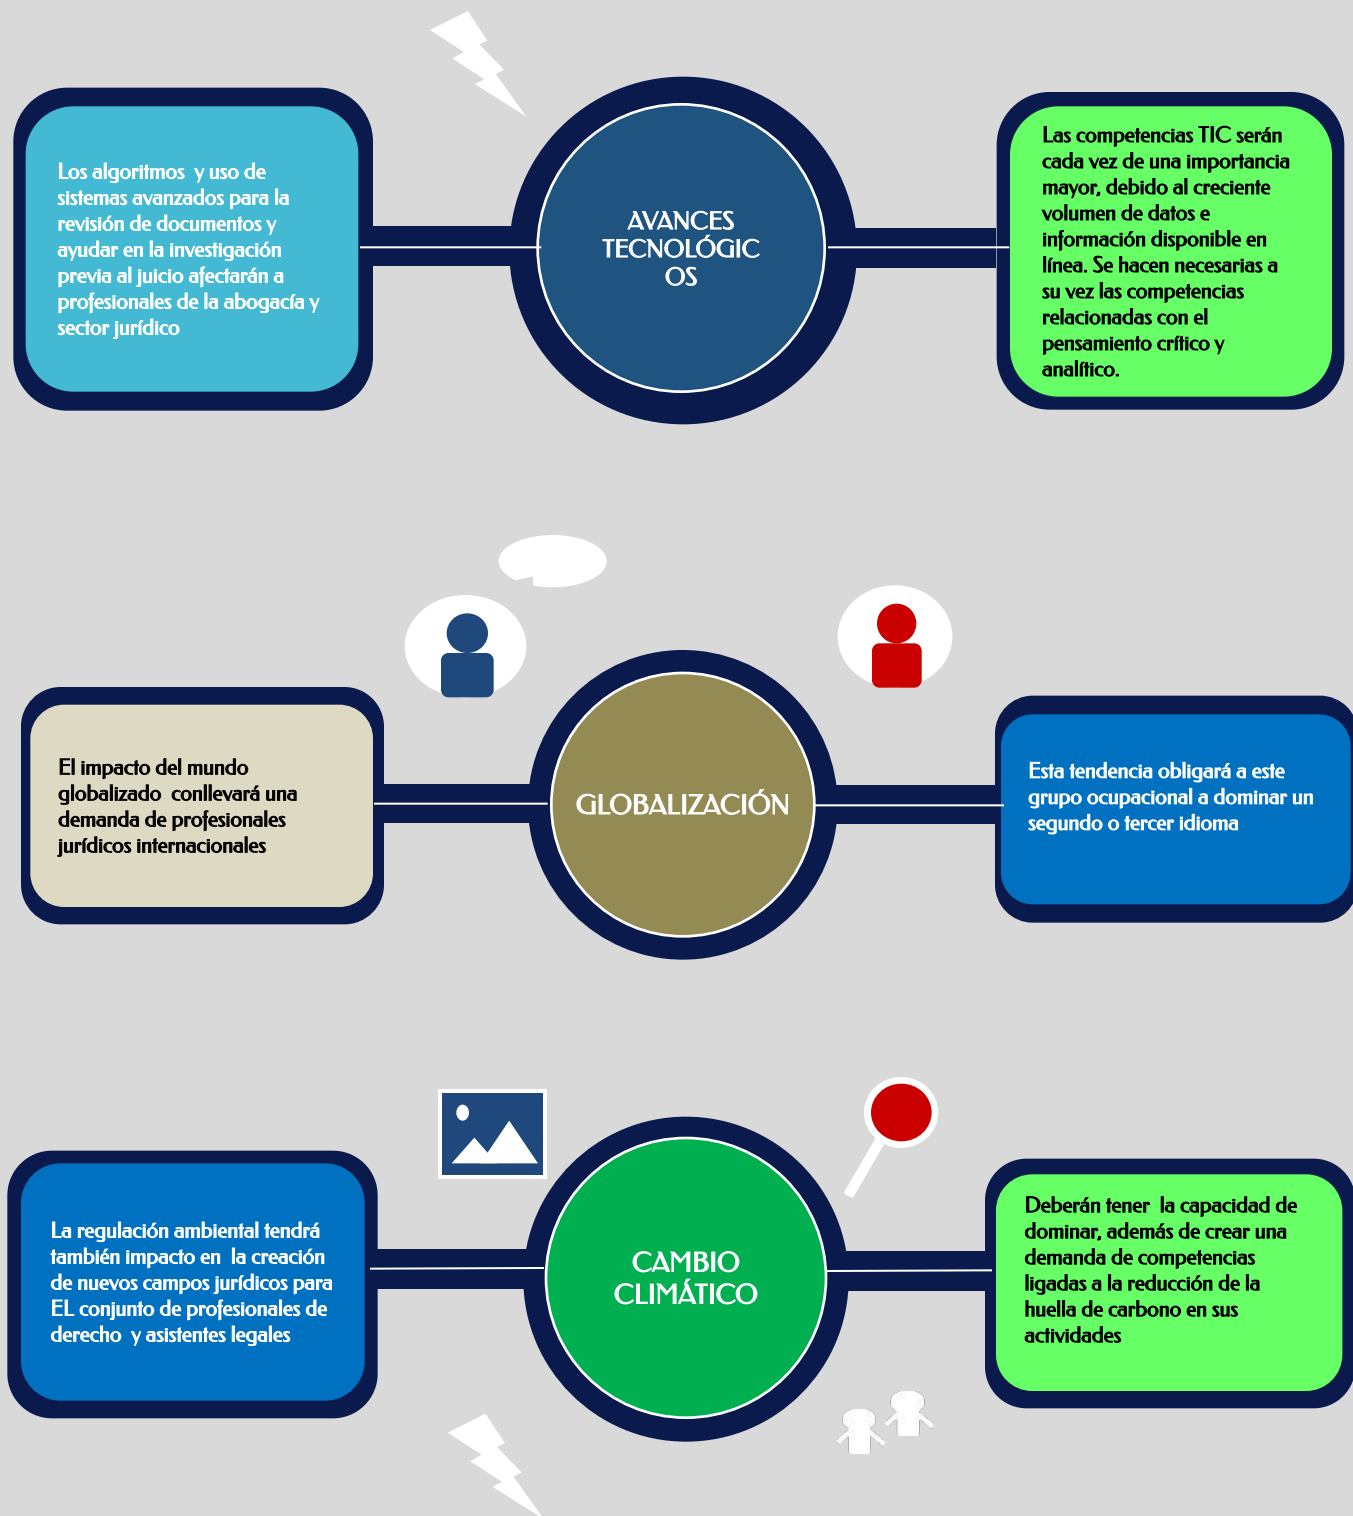 Los algoritmos y uso de
sistemas avanzados para la
revisión de documentos y
ayudar en la investigación
previa al juicio afectarán a
profesionales de la abogacía y
sector jurídico
AVANCES
TECNOLÓGIC
OS
Las competencias TIC serán
cada vez de una importancia
mayor, debido al creciente
volumen de datos e
información disponible en
línea. Se hacen necesarias a
su vez las competencias
relacionadas con el
pensamiento crítico y
analítico.
El impacto del mundo
globalizado conllevará una
demanda de profesionales
jurídicos internacionales
GLOBALIZACIÓN
Esta tendencia obligará a este
grupo ocupacional a dominar un
segundo o tercer idioma
La regulación ambiental tendrá
también impacto en la creación
de nuevos campos jurídicos para
EL conjunto de profesionales de
derecho y asistentes legales
CAMBIO
CLIMÁTICO
Deberán tener la capacidad de
dominar, además de crear una
demanda de competencias
ligadas a la reducción de la
huella de carbono en sus
actividades